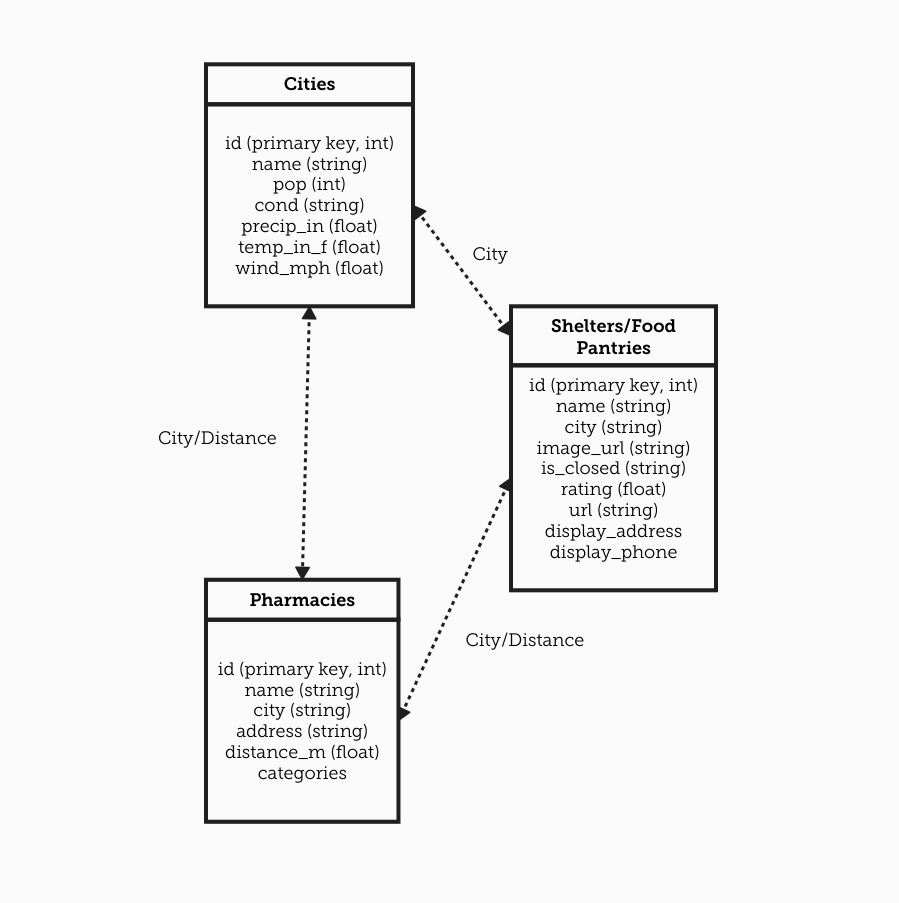 Cities
id (primary key, int)
name (string)
pop (int)
cond (string)
precip_in (float)
temp_in_f (float)
wind_mph (float)
City
Shelters/Food
Pantries
id (primary key, int)
name (string)
city (string)
image_url (string)
is_closed (string)
rating (float)
url (string)
display_address
display_phone
City/Distance
City/Distance
Pharmacies
id (primary key, int)
name (string)
city (string)
address (string)
distance_m (float)
categories